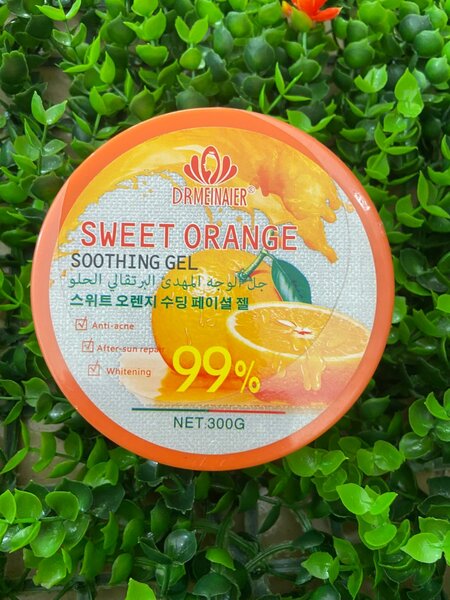 DRMEINAIER®
SWEET ORANGE
SOOTHING GEL
جل الوجه المهدئ البرتقالي الحلو
스위트 오렌지 수딩 페이셜 젤
Anti-acne
After-sun repair
Whitening
99%
NET.300G